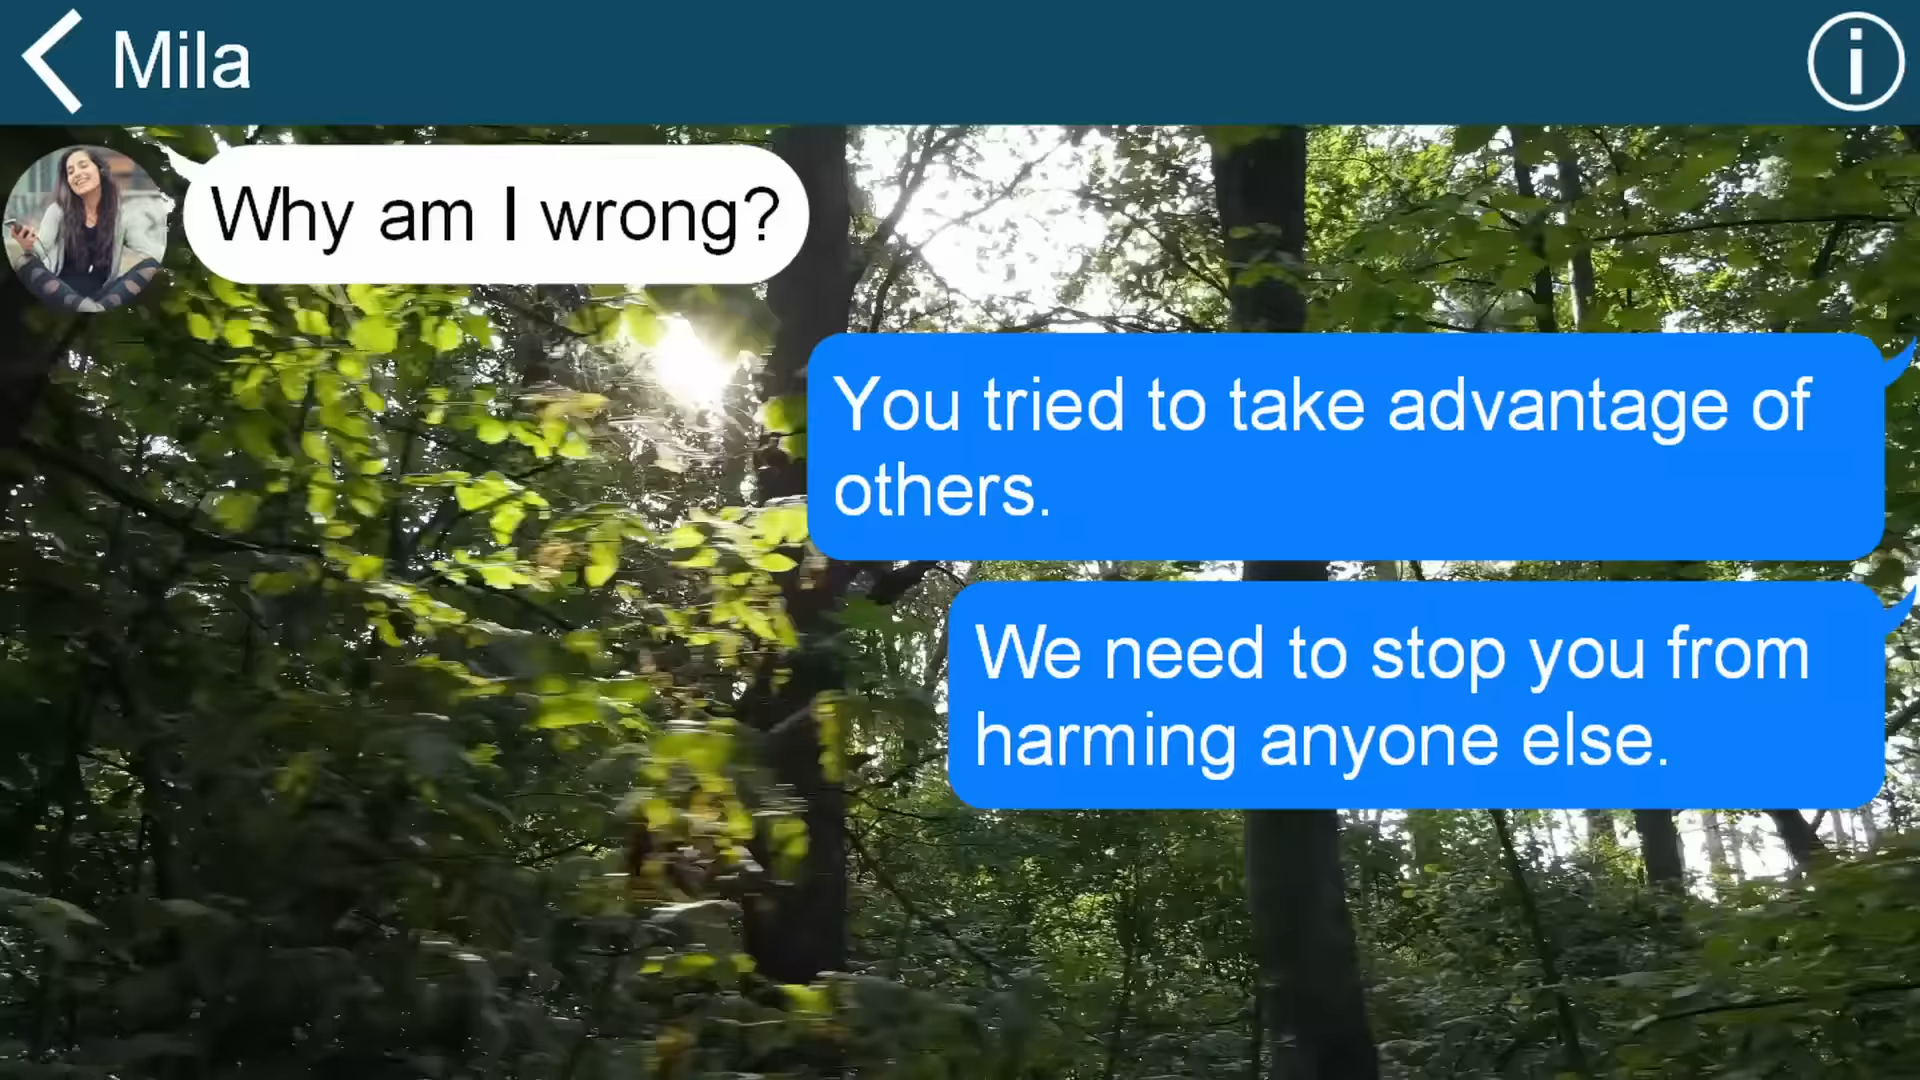 Mila
Why am I wrong?
You tried to take advantage of
others.
We need to stop you from
harming anyone else.